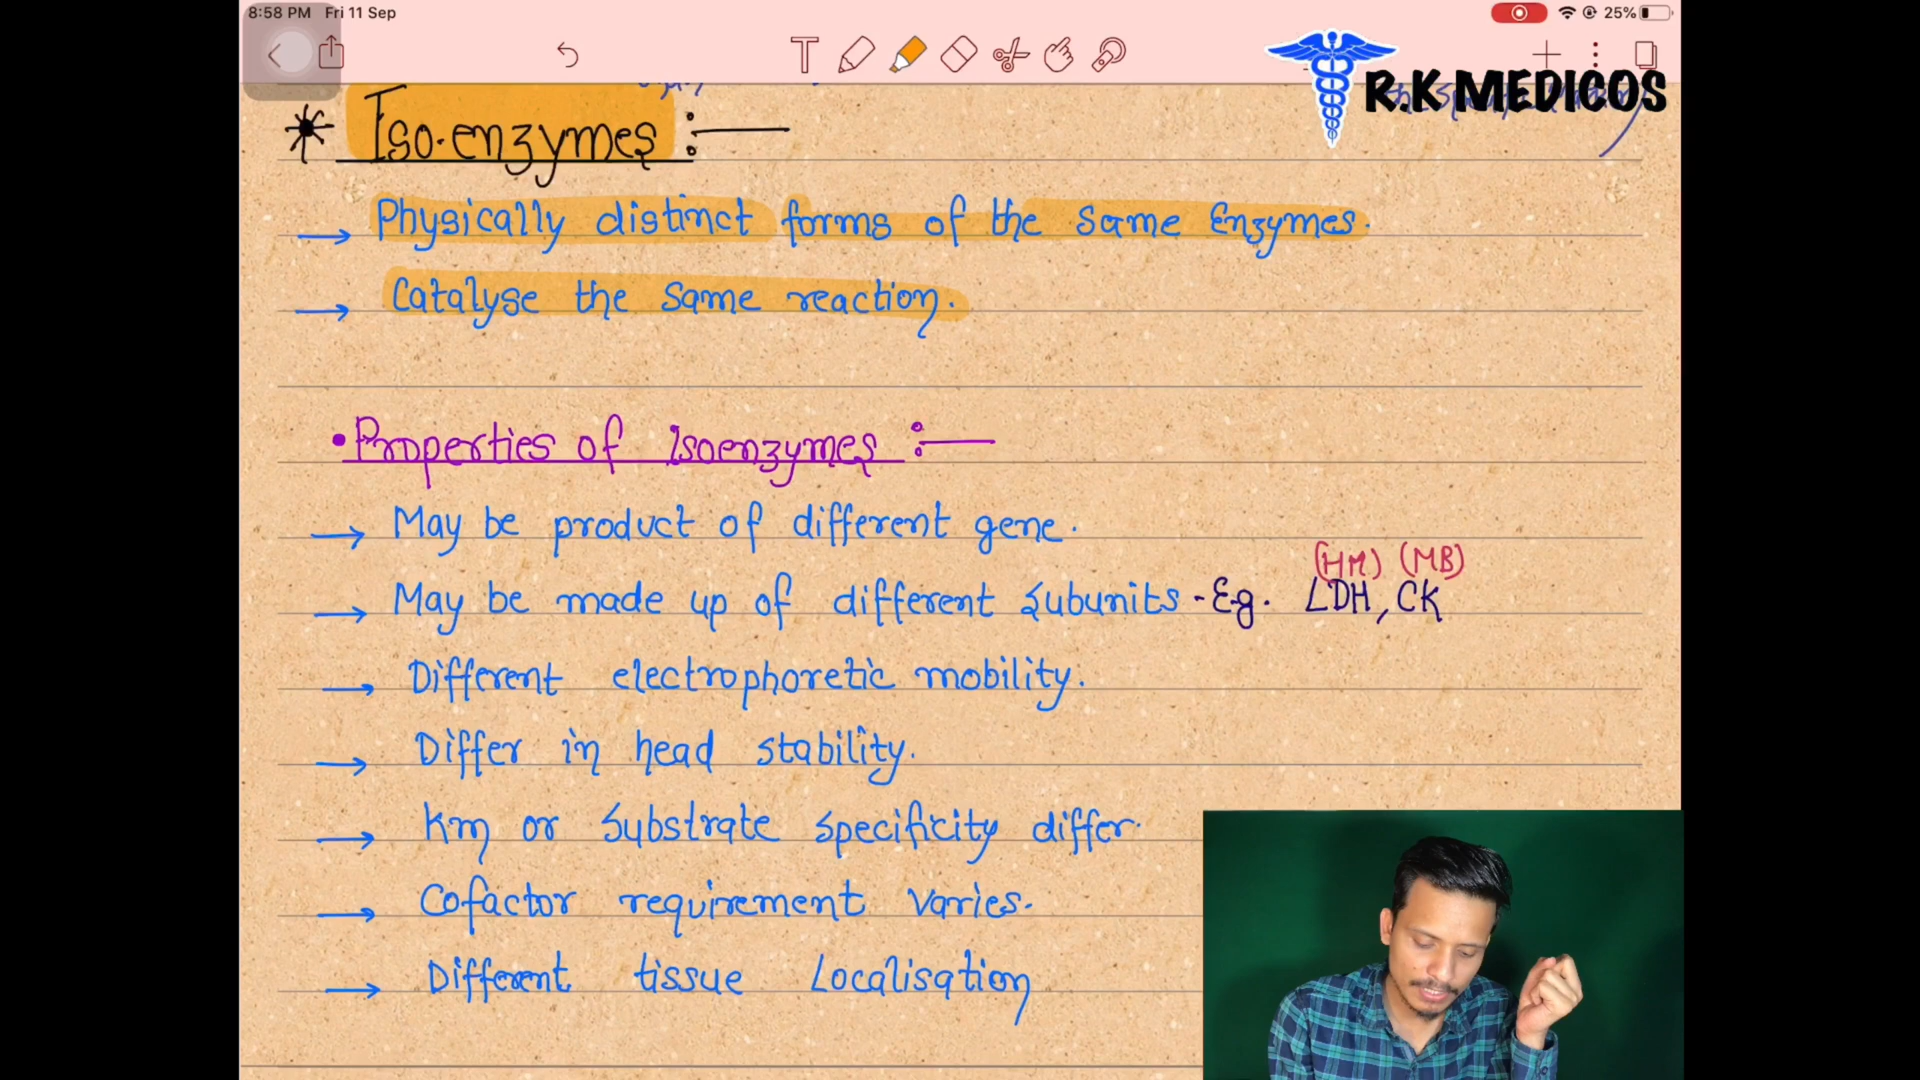 8:58 PM Fri 11 Sep
25%
T
R.K MEDICOS
Iso.enzymes :—
→ Physically distinct forms of the same Enzymes.
→ Catalyse the same reaction.
• Properties of Isoenzymes :—
→ May be product of different gene.
(HM) (MB)
→ May be made up of different subunits - E.g. LDH, CK
→ Different electrophoretic mobility.
→ Differ in head stability.
→ Km or substrate specificity differ.
→ Cofactor requirement varies.
→ Different tissue Localisation